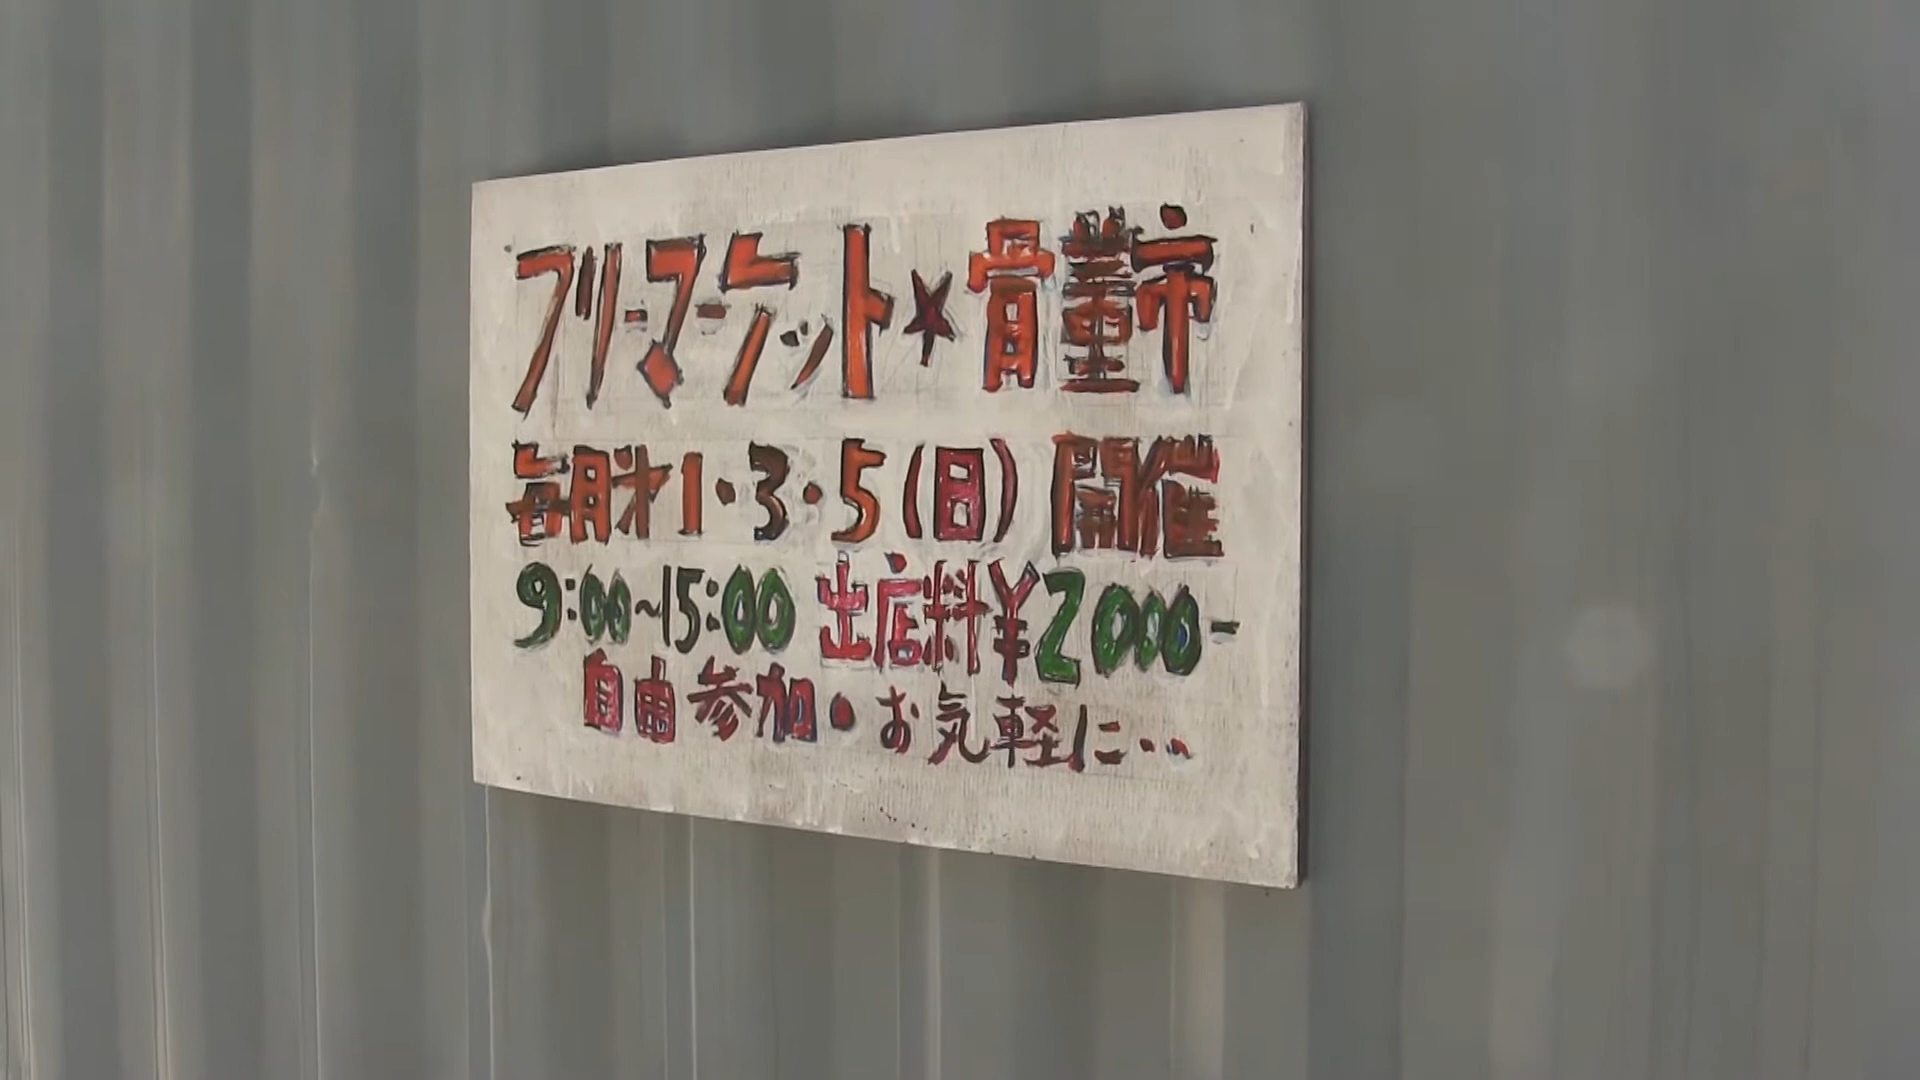 フリーマーケット★骨董市
毎月才1・3・5(日)開催
9:00~15:00 出店料¥2000-
自由参加・お気軽に・・